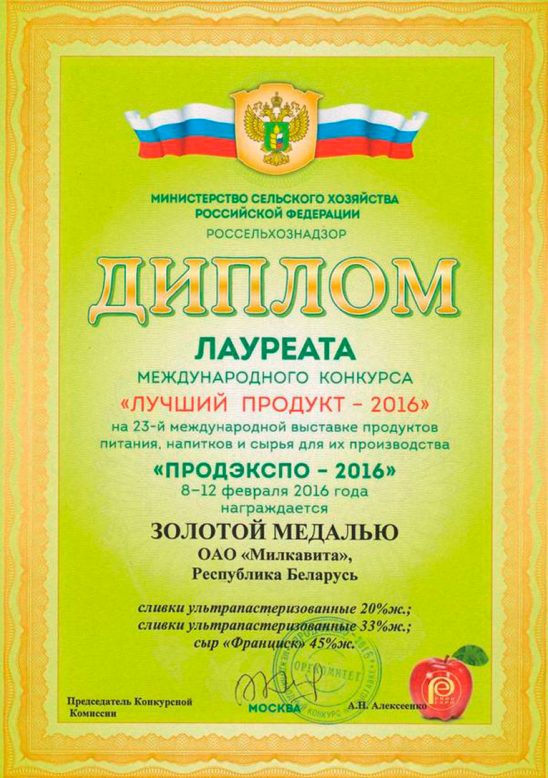 МИНИСТЕРСТВО СЕЛЬСКОГО ХОЗЯЙСТВА
РОССИЙСКОЙ ФЕДЕРАЦИИ
РОССЕЛЬХОЗНАДЗОР
ДИПЛОМ
ЛАУРЕАТА
МЕЖДУНАРОДНОГО КОНКУРСА
«ЛУЧШИЙ ПРОДУКТ – 2016»
на 23-й международной выставке продуктов
питания, напитков и сырья для их производства
«ПРОДЭКСПО – 2016»
8–12 февраля 2016 года
награждается
ЗОЛОТОЙ МЕДАЛЬЮ
ОАО «Милкавита»,
Республика Беларусь
сливки ультрапастеризованные 20%ж.;
сливки ультрапастеризованные 33%ж.;
сыр «Франциск» 45%ж.
ОРГКОМИТЕТ
Председатель Конкурсной
Комиссии
МОСКВА
А.Н. Алексеенко